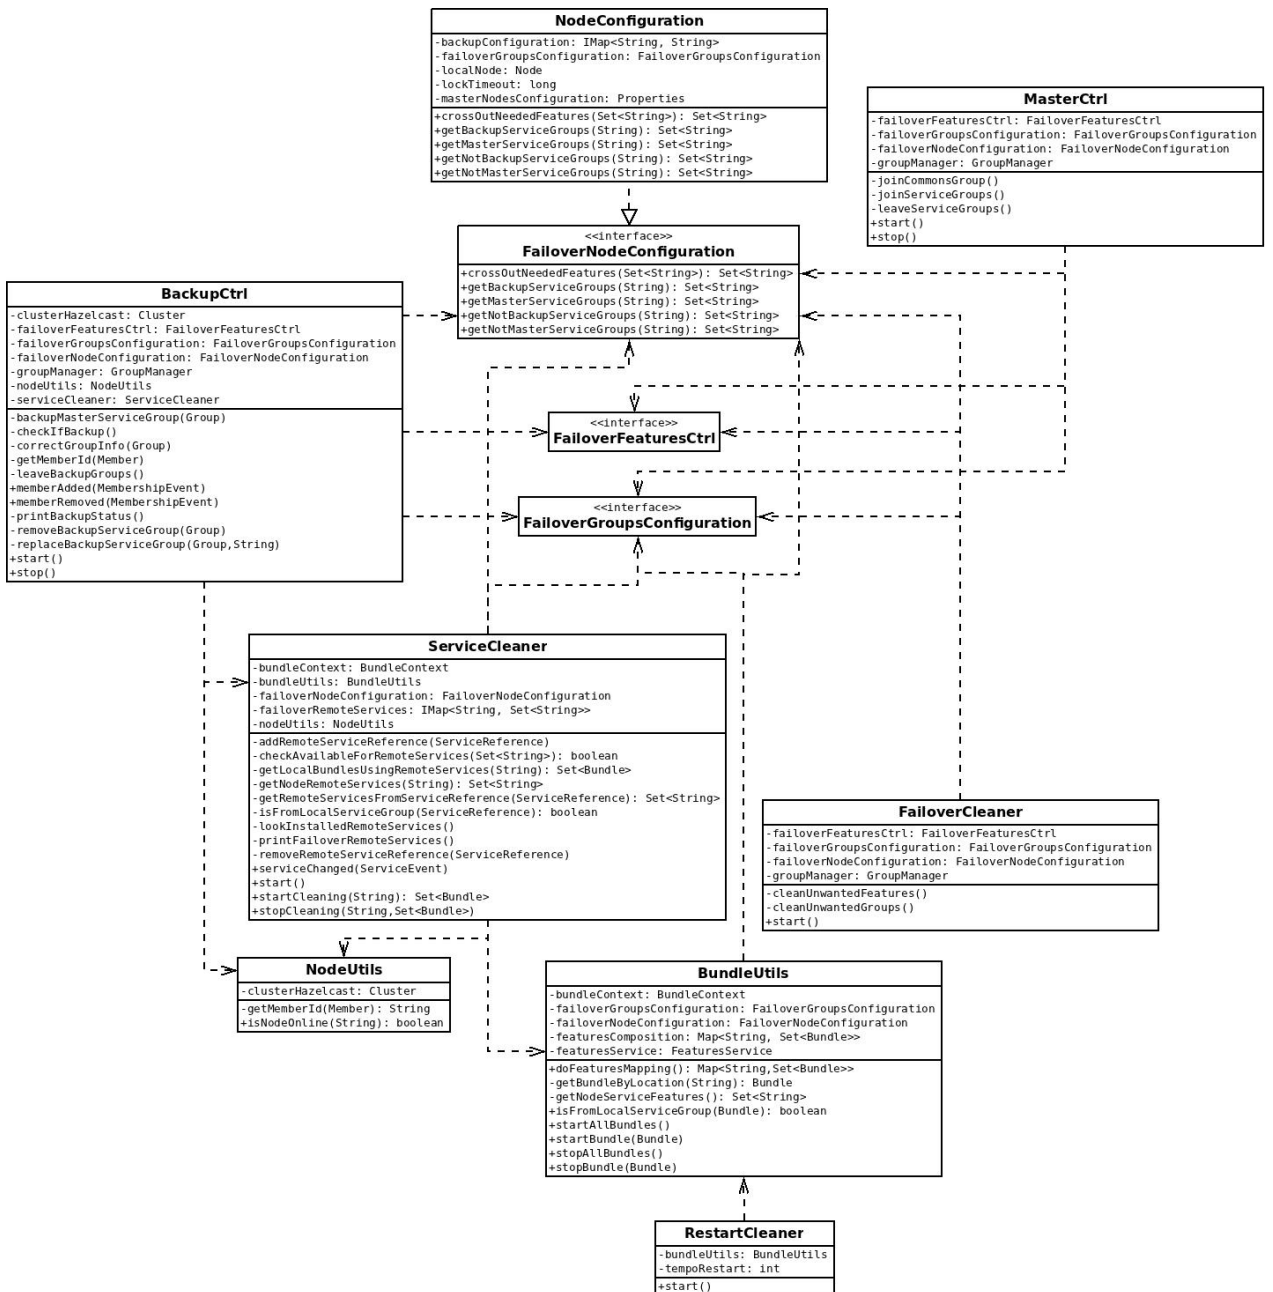 NodeConfiguration
-backupConfiguration: IMap<String, String>
-failoverGroupsConfiguration: FailoverGroupsConfiguration
-localNode: Node
-lockTimeout: long
-masterNodesConfiguration: Properties
+crossOutNeededFeatures(Set<String>): Set<String>
+getBackupServiceGroups(String): Set<String>
+getMasterServiceGroups(String): Set<String>
+getNotBackupServiceGroups(String): Set<String>
+getNotMasterServiceGroups(String): Set<String>
MasterCtrl
-failoverFeaturesCtrl: FailoverFeaturesCtrl
-failoverGroupsConfiguration: FailoverGroupsConfiguration
-failoverNodeConfiguration: FailoverNodeConfiguration
-groupManager: GroupManager
-joinCommonsGroup()
-joinServiceGroups()
-leaveServiceGroups()
+start()
+stop()
<<interface>>
FailoverNodeConfiguration
+crossOutNeededFeatures(Set<String>): Set<String>
+getBackupServiceGroups(String): Set<String>
+getMasterServiceGroups(String): Set<String>
+getNotBackupServiceGroups(String): Set<String>
+getNotMasterServiceGroups(String): Set<String>
BackupCtrl
-clusterHazelcast: Cluster
-failoverFeaturesCtrl: FailoverFeaturesCtrl
-failoverGroupsConfiguration: FailoverGroupsConfiguration
-failoverNodeConfiguration: FailoverNodeConfiguration
-groupManager: GroupManager
-nodeUtils: NodeUtils
-serviceCleaner: ServiceCleaner
-backupMasterServiceGroup(Group)
-checkIfBackup()
-correctGroupInfo(Group)
-getMemberId(Member)
-leaveBackupGroups()
+memberAdded(MembershipEvent)
+memberRemoved(MembershipEvent)
-printBackupStatus()
-removeBackupServiceGroup(Group)
-replaceBackupServiceGroup(Group,String)
+start()
+stop()
<<interface>>
FailoverFeaturesCtrl
<<interface>>
FailoverGroupsConfiguration
ServiceCleaner
-bundleContext: BundleContext
-bundleUtils: BundleUtils
-failoverNodeConfiguration: FailoverNodeConfiguration
-failoverRemoteServices: IMap<String, Set<String>>
-nodeUtils: NodeUtils
-addRemoteServiceReference(ServiceReference)
-checkAvailableForRemoteServices(Set<String>): boolean
-getLocalBundlesUsingRemoteServices(String): Set<Bundle>
-getNodeRemoteServices(String): Set<String>
-getRemoteServicesFromServiceReference(ServiceReference): Set<String>
-isFromLocalServiceGroup(ServiceReference): boolean
-lookInstalledRemoteServices()
-printFailoverRemoteServices()
-removeRemoteServiceReference(ServiceReference)
+serviceChanged(ServiceEvent)
+start()
+startCleaning(String): Set<Bundle>
+stopCleaning(String,Set<Bundle>)
FailoverCleaner
-failoverFeaturesCtrl: FailoverFeaturesCtrl
-failoverGroupsConfiguration: FailoverGroupsConfiguration
-failoverNodeConfiguration: FailoverNodeConfiguration
-groupManager: GroupManager
-cleanUnwantedFeatures()
-cleanUnwantedGroups()
+start()
NodeUtils
-clusterHazelcast: Cluster
-getMemberId(Member): String
+isNodeOnline(String): boolean
BundleUtils
-bundleContext: BundleContext
-failoverGroupsConfiguration: FailoverGroupsConfiguration
-failoverNodeConfiguration: FailoverNodeConfiguration
-featuresComposition: Map<String, Set<Bundle>>
-featuresService: FeaturesService
+doFeaturesMapping(): Map<String,Set<Bundle>>
-getBundleByLocation(String): Bundle
-getNodeServiceFeatures(): Set<String>
+isFromLocalServiceGroup(Bundle): boolean
+startAllBundles()
+startBundle(Bundle)
+stopAllBundles()
+stopBundle(Bundle)
RestartCleaner
-bundleUtils: BundleUtils
-tempoRestart: int
+start()